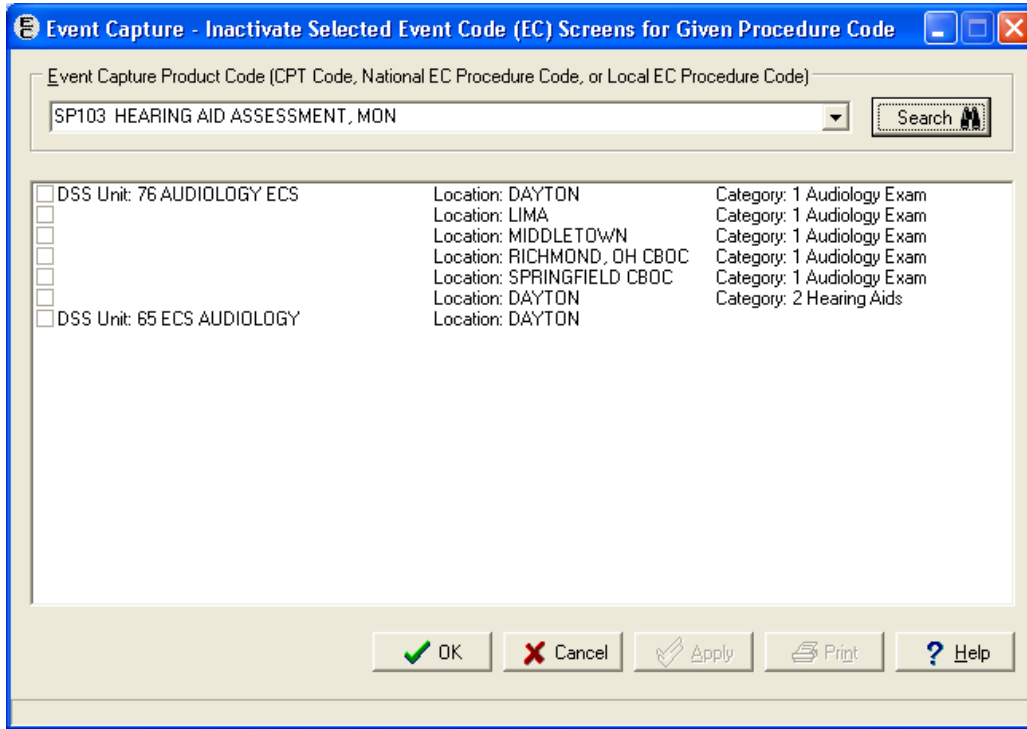 Event Capture - Inactivate Selected Event Code (EC) Screens for Given Procedure Code
Event Capture Product Code (CPT Code, National EC Procedure Code, or Local EC Procedure Code)
SP103 HEARING AID ASSESSMENT, MON Search
DSS Unit: 76 AUDIOLOGY ECS Location: DAYTON Category: 1 Audiology Exam
Location: LIMA Category: 1 Audiology Exam
Location: MIDDLETOWN Category: 1 Audiology Exam
Location: RICHMOND, OH CBOC Category: 1 Audiology Exam
Location: SPRINGFIELD CBOC Category: 1 Audiology Exam
Location: DAYTON Category: 2 Hearing Aids
DSS Unit: 65 ECS AUDIOLOGY Location: DAYTON
OK Cancel Apply Print Help